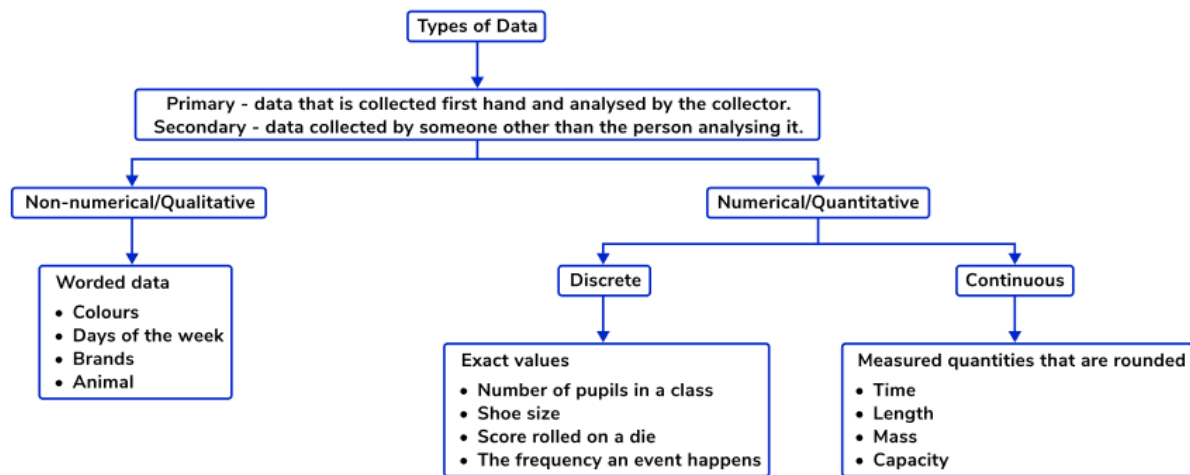 Types of Data
Primary - data that is collected first hand and analysed by the collector.
Secondary - data collected by someone other than the person analysing it.
Non-numerical/Qualitative
Numerical/Quantitative
Worded data
• Colours
• Days of the week
• Brands
• Animal
Discrete
Continuous
Exact values
• Number of pupils in a class
• Shoe size
• Score rolled on a die
• The frequency an event happens
Measured quantities that are rounded
• Time
• Length
• Mass
• Capacity